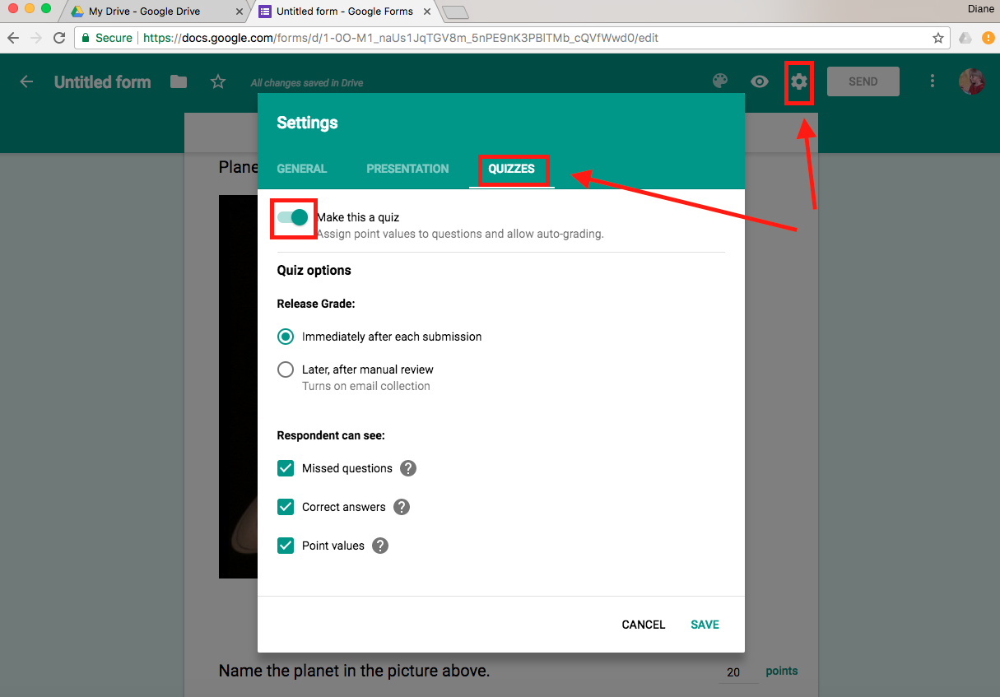 My Drive - Google Drive
Untitled form - Google Forms
Diane
Secure
https://docs.google.com/forms/d/1-0O-M1_naUs1JqTGV8m_5nPE9nK3PBlTMb_cQVfWwd0/edit
Untitled form
All changes saved in Drive
SEND
Settings
GENERAL
PRESENTATION
QUIZZES
Plane
Make this a quiz
Assign point values to questions and allow auto-grading.
Quiz options
Release Grade:
Immediately after each submission
Later, after manual review
Turns on email collection
Respondent can see:
Missed questions
Correct answers
Point values
CANCEL
SAVE
Name the planet in the picture above.
20
points